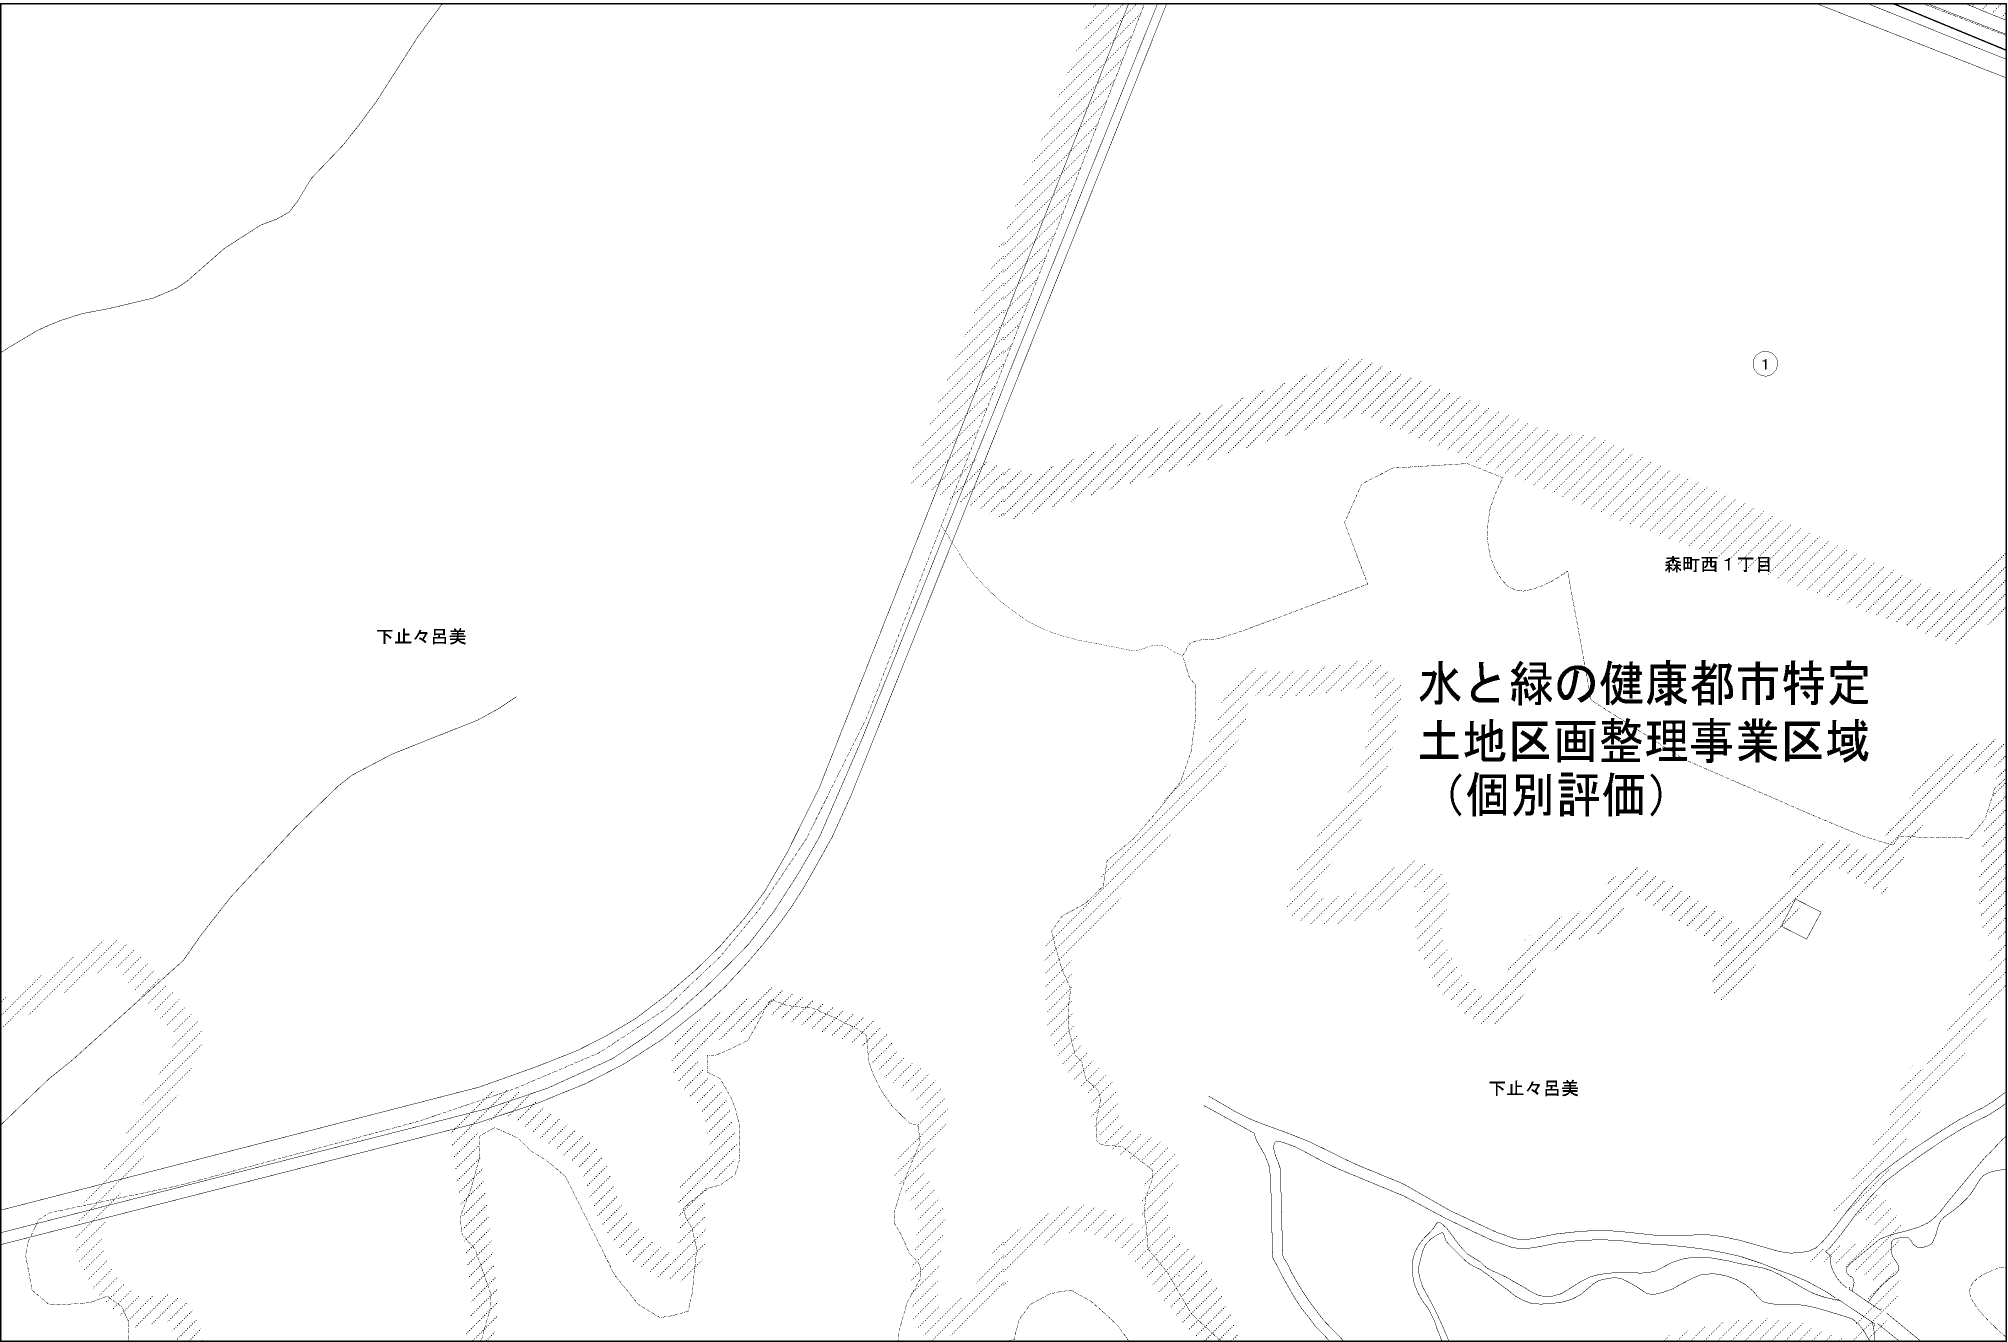 ①
森町西１丁目
下止々呂美
水と緑の健康都市特定
土地区画整理事業区域
（個別評価）
下止々呂美